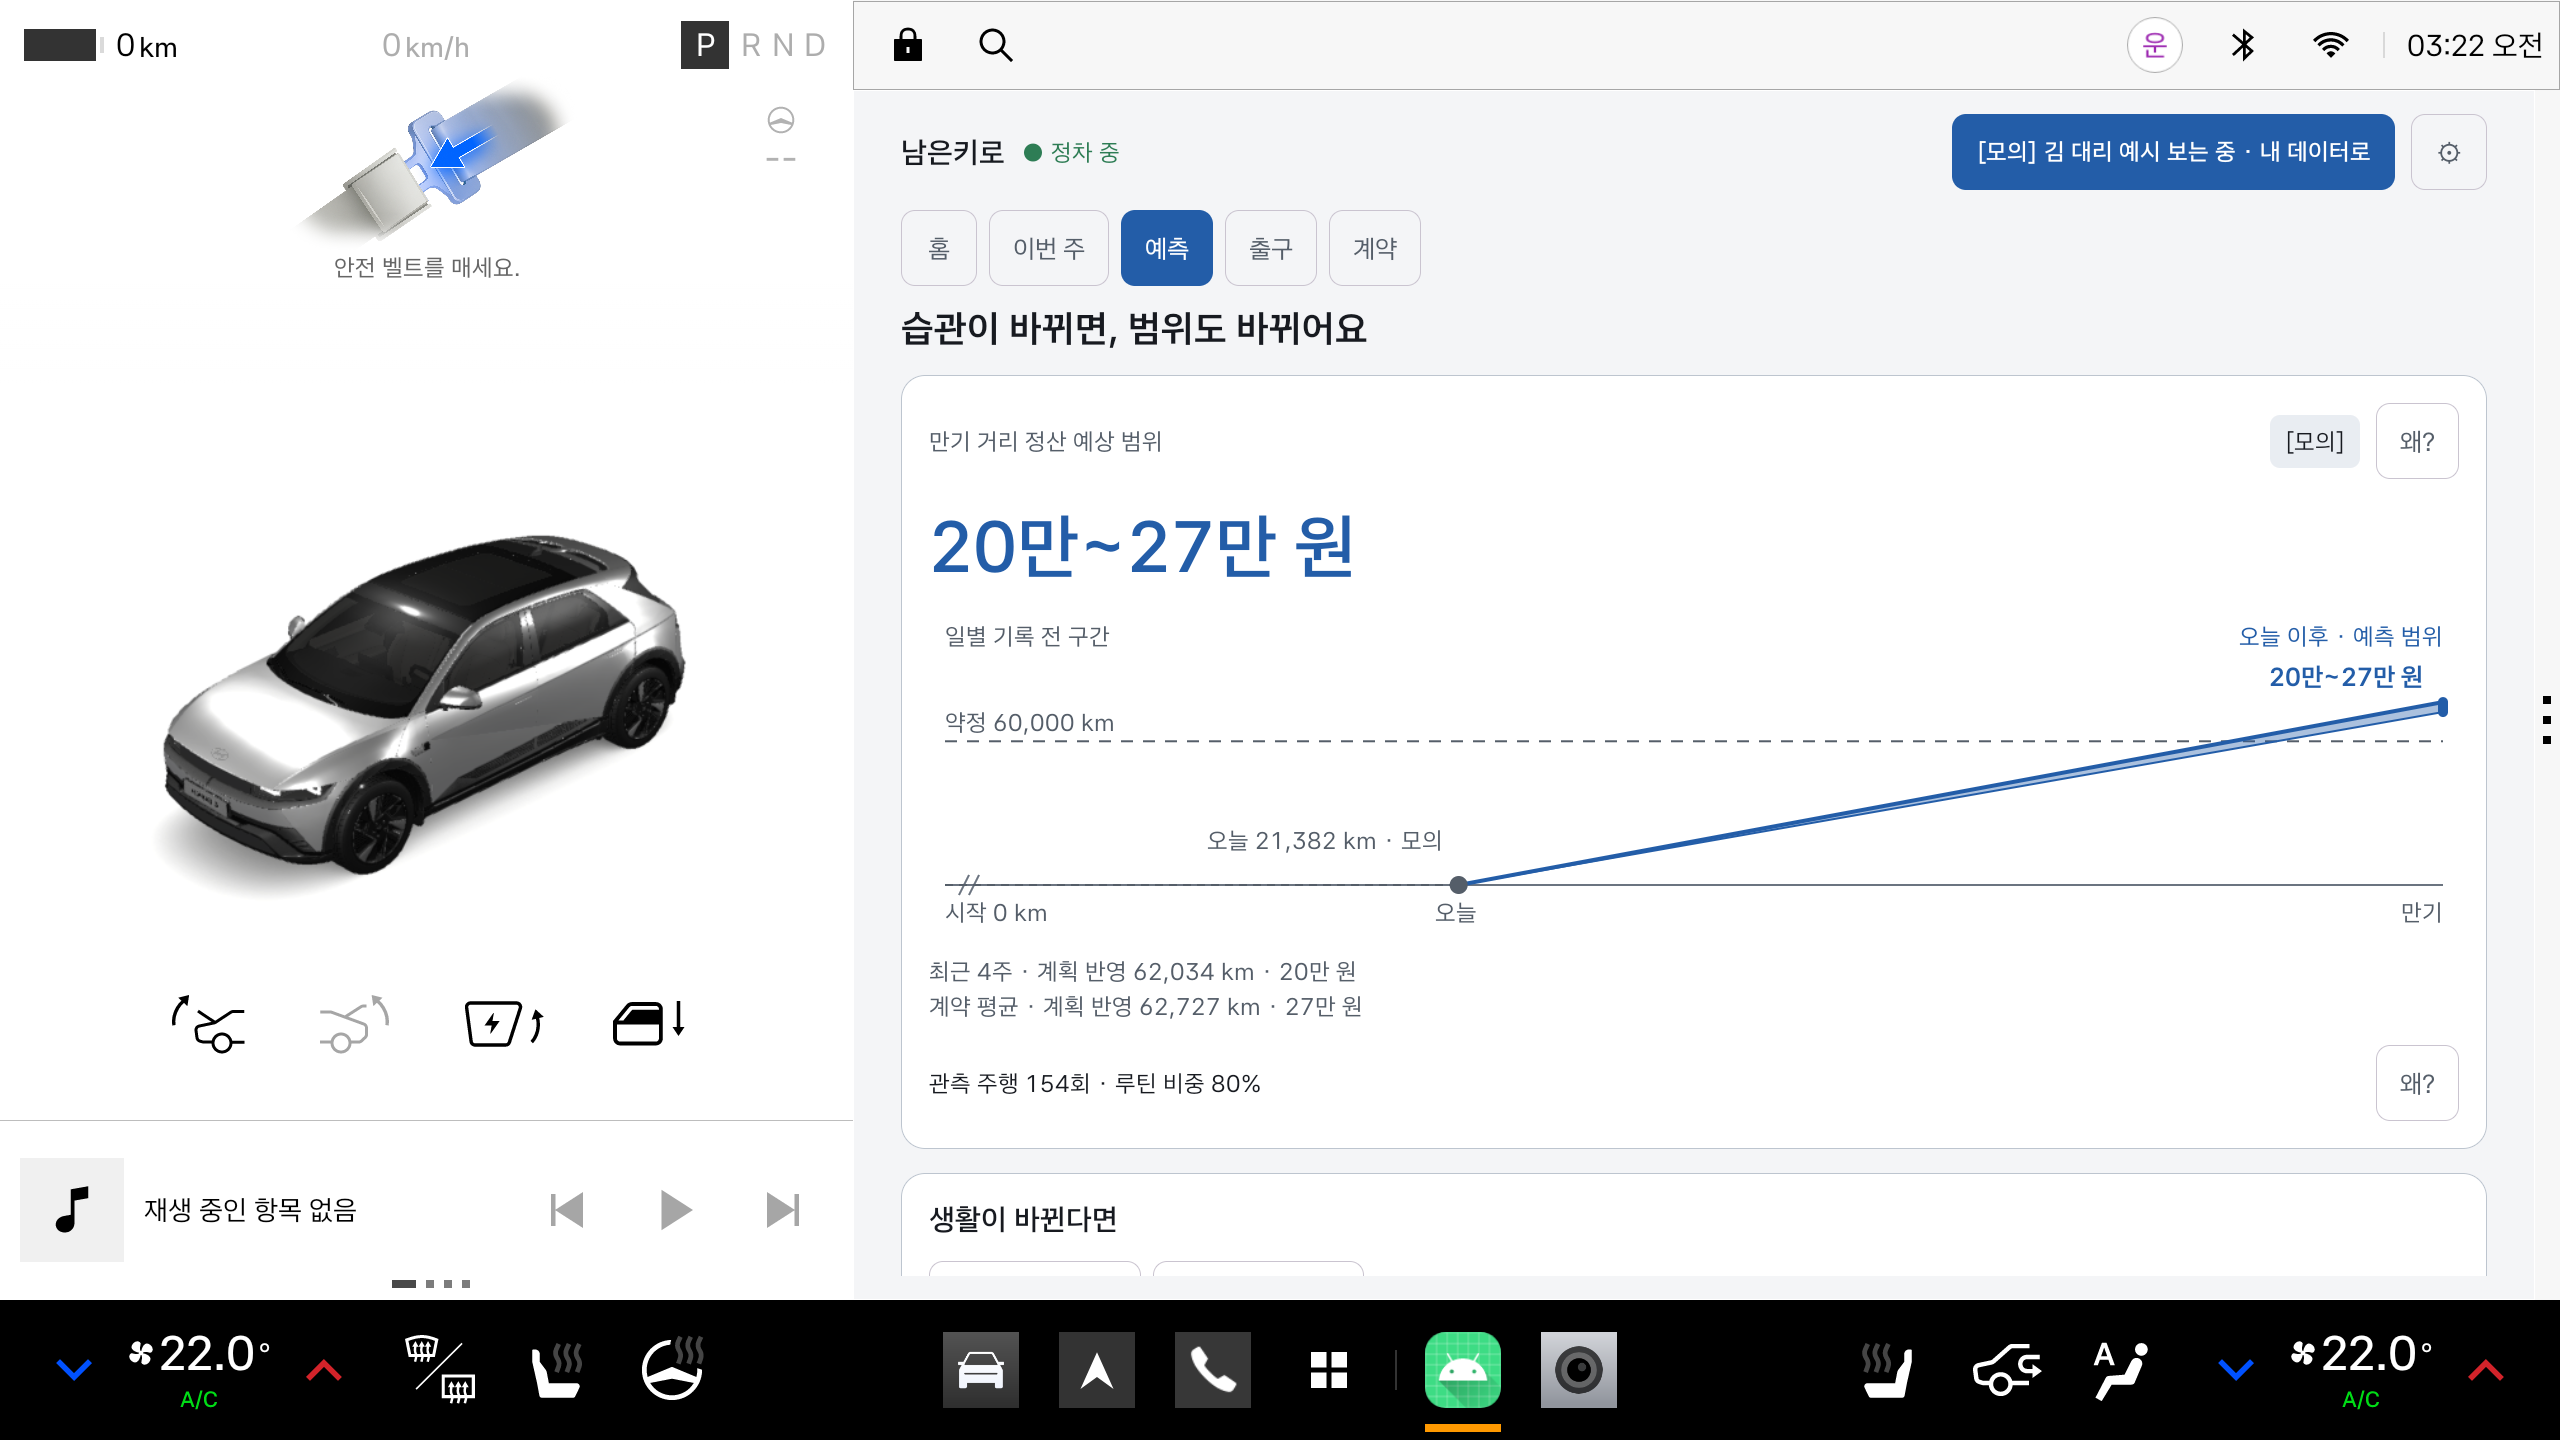 0 km
0 km/h
P R N D
안전 벨트를 매세요.
재생 중인 항목 없음
운
03:22 오전
남은키로
정차 중
[모의] 김 대리 예시 보는 중 · 내 데이터로
홈
이번 주
예측
출구
계약
습관이 바뀌면, 범위도 바뀌어요
만기 거리 정산 예상 범위
[모의]
왜?
20만~27만 원
일별 기록 전 구간
오늘 이후 · 예측 범위
20만~27만 원
약정 60,000 km
오늘 21,382 km · 모의
시작 0 km
오늘
만기
최근 4주 · 계획 반영 62,034 km · 20만 원
계약 평균 · 계획 반영 62,727 km · 27만 원
관측 주행 154회 · 루틴 비중 80%
왜?
생활이 바뀐다면
22.0°
A/C
A
22.0°
A/C